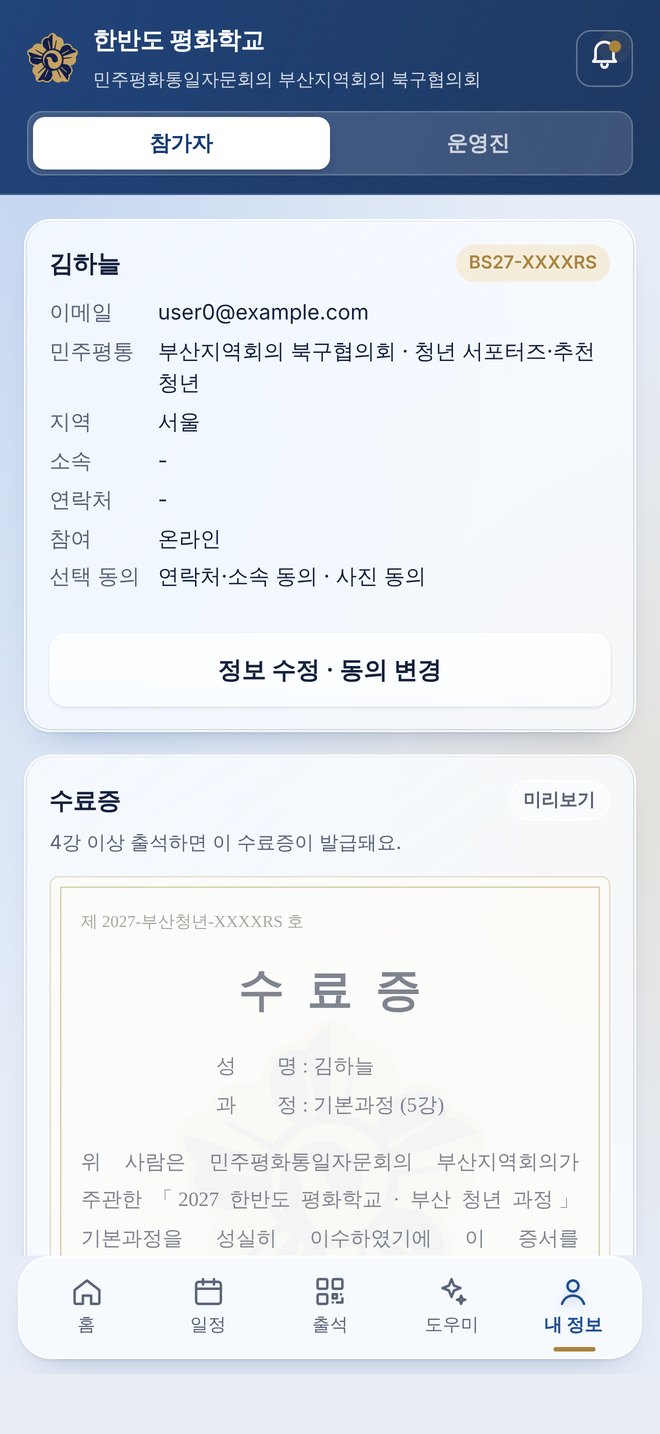 한반도 평화학교
민주평화통일자문회의 부산지역회의 북구협의회
참가자
운영진
김하늘
BS27-XXXXRS
이메일 user0@example.com
민주평통 부산지역회의 북구협의회 · 청년 서포터즈·추천
청년
지역 서울
소속 -
연락처 -
참여 온라인
선택 동의 연락처·소속 동의 · 사진 동의
정보 수정 · 동의 변경
수료증
미리보기
4강 이상 출석하면 이 수료증이 발급돼요.
제 2027-부산청년-XXXXRS 호
수 료 증
성 명 : 김하늘
과 정 : 기본과정 (5강)
위 사람은 민주평화통일자문회의 부산지역회의가
주관한 「2027 한반도 평화학교 · 부산 청년 과정」
기본과정을 성실히 이수하였기에 이 증서를
홈
일정
출석
도우미
내 정보